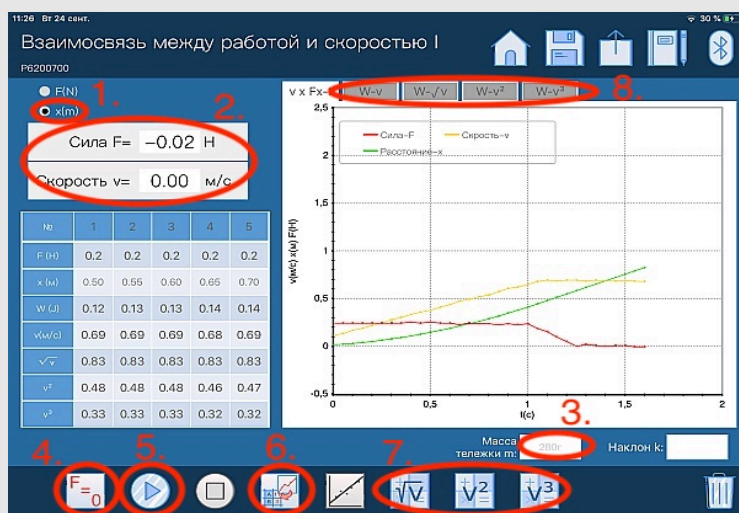 11:26 Вт 24 сент.
30 %
Взаимосвязь между работой и скоростью I
P6200700
F(N)
1.
x(m)
2.
Сила F= -0.02 Н
Скорость v= 0.00 м/с
№ 1 2 3 4 5
F (Н) 0.2 0.2 0.2 0.2 0.2
x (м) 0.50 0.55 0.60 0.65 0.70
W (J) 0.12 0.13 0.13 0.14 0.14
v(м/с) 0.69 0.69 0.69 0.68 0.69
√v 0.83 0.83 0.83 0.83 0.83
v² 0.48 0.48 0.48 0.46 0.47
v³ 0.33 0.33 0.33 0.32 0.32
v x Fx- W-v W-√v W-v² W-v³
8.
2,5
2
1,5
1
0,5
0
-0,5
v(м/с) x(м) F(Н)
Сила-F Скрость-v
Расстояние-x
0 0,5 1 1,5 2
t(c)
3.
Масса
тележки m: 280г Наклон k:
4. 5. 6. 7.
F=0
√V V² V³